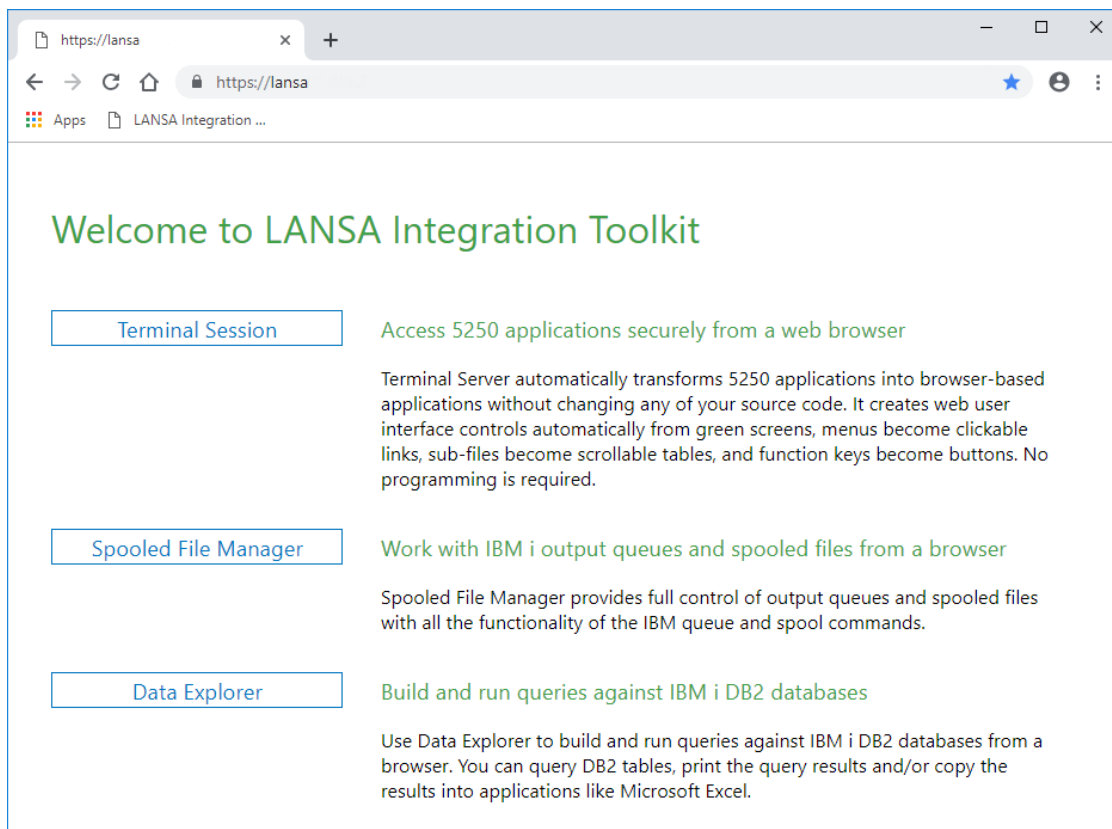 https://lansa
https://lansa
Apps LANSA Integration ...
Welcome to LANSA Integration Toolkit
Terminal Session
Access 5250 applications securely from a web browser
Terminal Server automatically transforms 5250 applications into browser-based
applications without changing any of your source code. It creates web user
interface controls automatically from green screens, menus become clickable
links, sub-files become scrollable tables, and function keys become buttons. No
programming is required.
Spooled File Manager
Work with IBM i output queues and spooled files from a browser
Spooled File Manager provides full control of output queues and spooled files
with all the functionality of the IBM queue and spool commands.
Data Explorer
Build and run queries against IBM i DB2 databases
Use Data Explorer to build and run queries against IBM i DB2 databases from a
browser. You can query DB2 tables, print the query results and/or copy the
results into applications like Microsoft Excel.